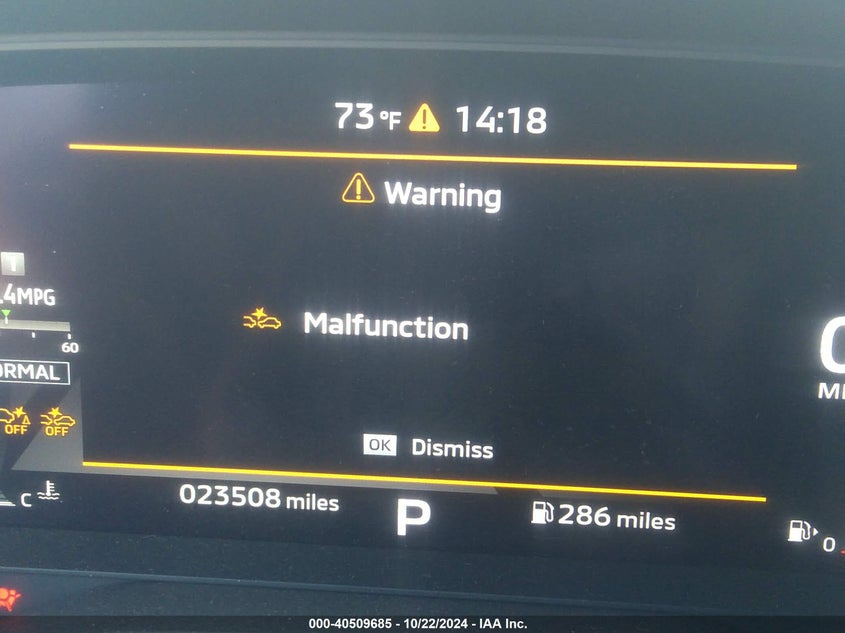 73 °F 14:18
Warning
.4MPG
Malfunction
60
ORMAL
OFF OFF
OK Dismiss
C 023508 miles P 286 miles 0
000-40509685 - 10/22/2024 - IAA Inc.